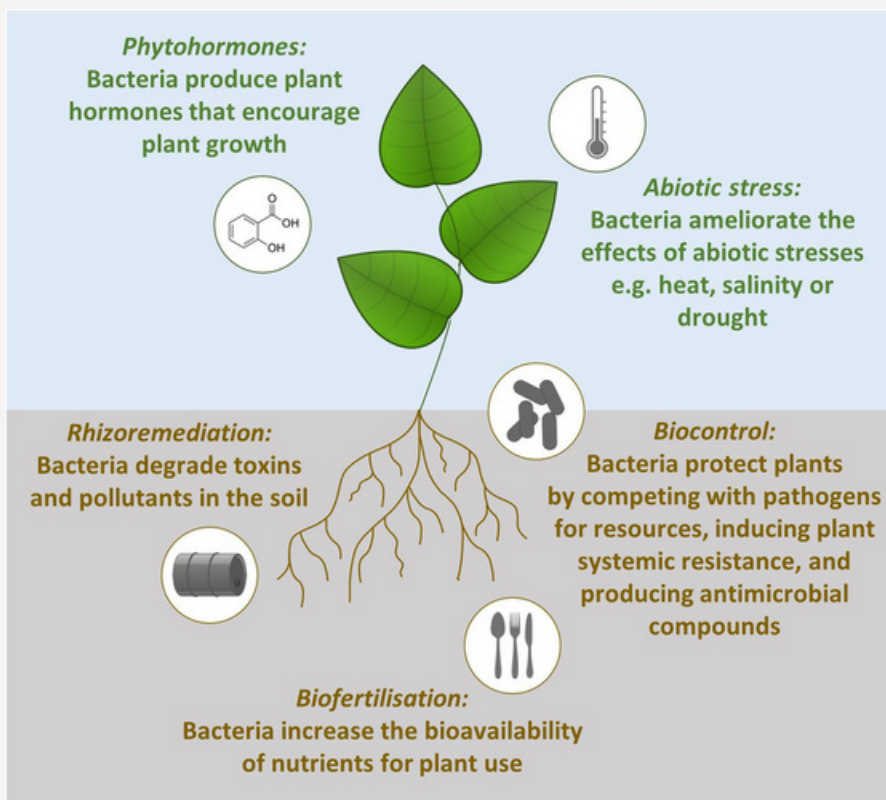 Phytohormones:
Bacteria produce plant
hormones that encourage
plant growth
O
OH
OH
Abiotic stress:
Bacteria ameliorate the
effects of abiotic stresses
e.g. heat, salinity or
drought
Rhizoremediation:
Bacteria degrade toxins
and pollutants in the soil
Biocontrol:
Bacteria protect plants
by competing with pathogens
for resources, inducing plant
systemic resistance, and
producing antimicrobial
compounds
Biofertilisation:
Bacteria increase the bioavailability
of nutrients for plant use